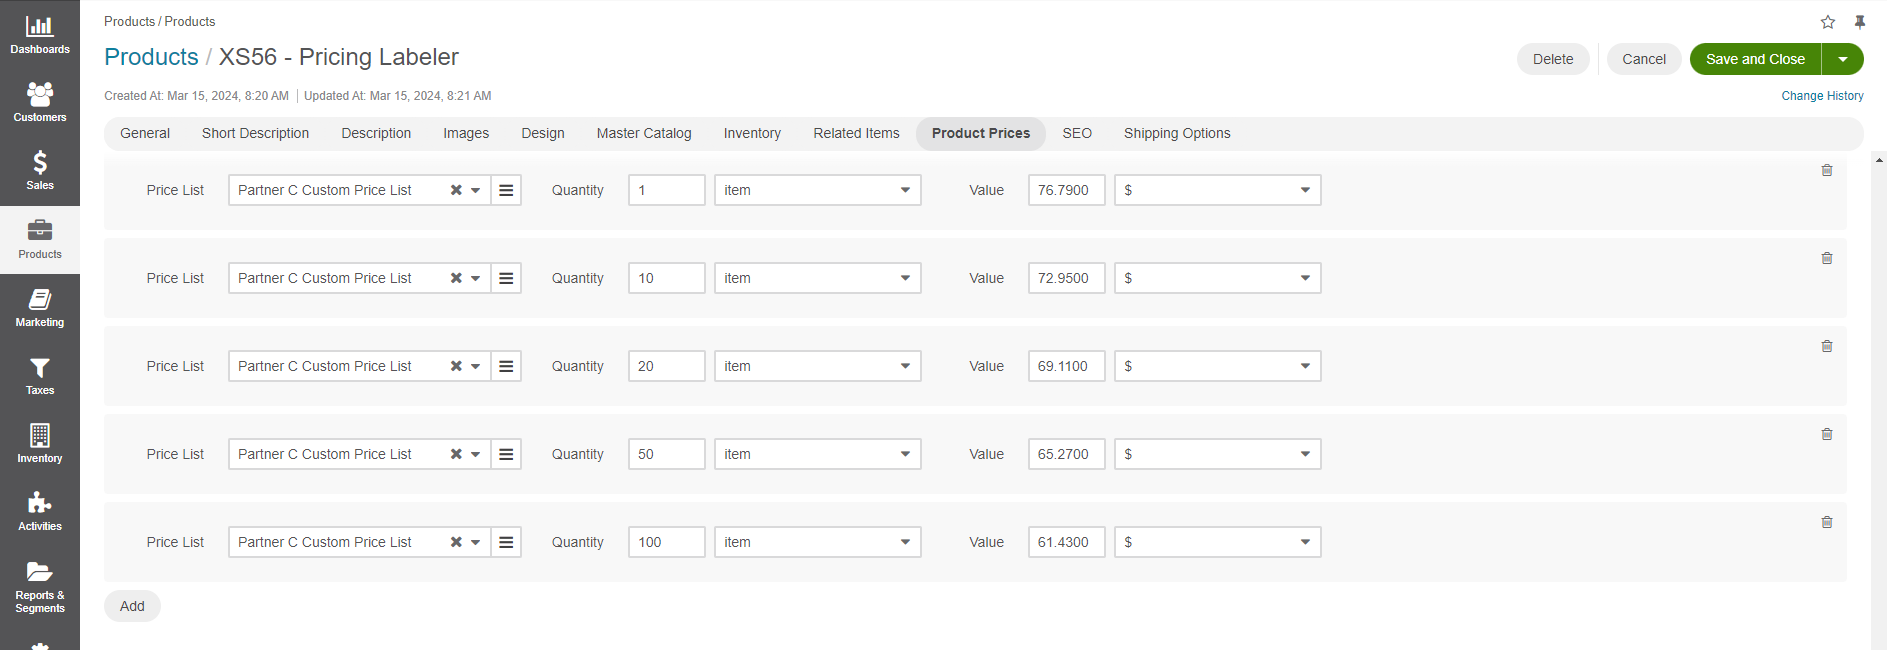 Dashboards
Customers
$
Sales
Products
Marketing
Taxes
Inventory
Activities
Reports &
Segments
Products / Products
Products / XS56 - Pricing Labeler
Delete Cancel Save and Close
Created At: Mar 15, 2024, 8:20 AM | Updated At: Mar 15, 2024, 8:21 AM
Change History
General Short Description Description Images Design Master Catalog Inventory Related Items Product Prices SEO Shipping Options
Price List Partner C Custom Price List Quantity 1 item Value 76.7900 $
Price List Partner C Custom Price List Quantity 10 item Value 72.9500 $
Price List Partner C Custom Price List Quantity 20 item Value 69.1100 $
Price List Partner C Custom Price List Quantity 50 item Value 65.2700 $
Price List Partner C Custom Price List Quantity 100 item Value 61.4300 $
Add